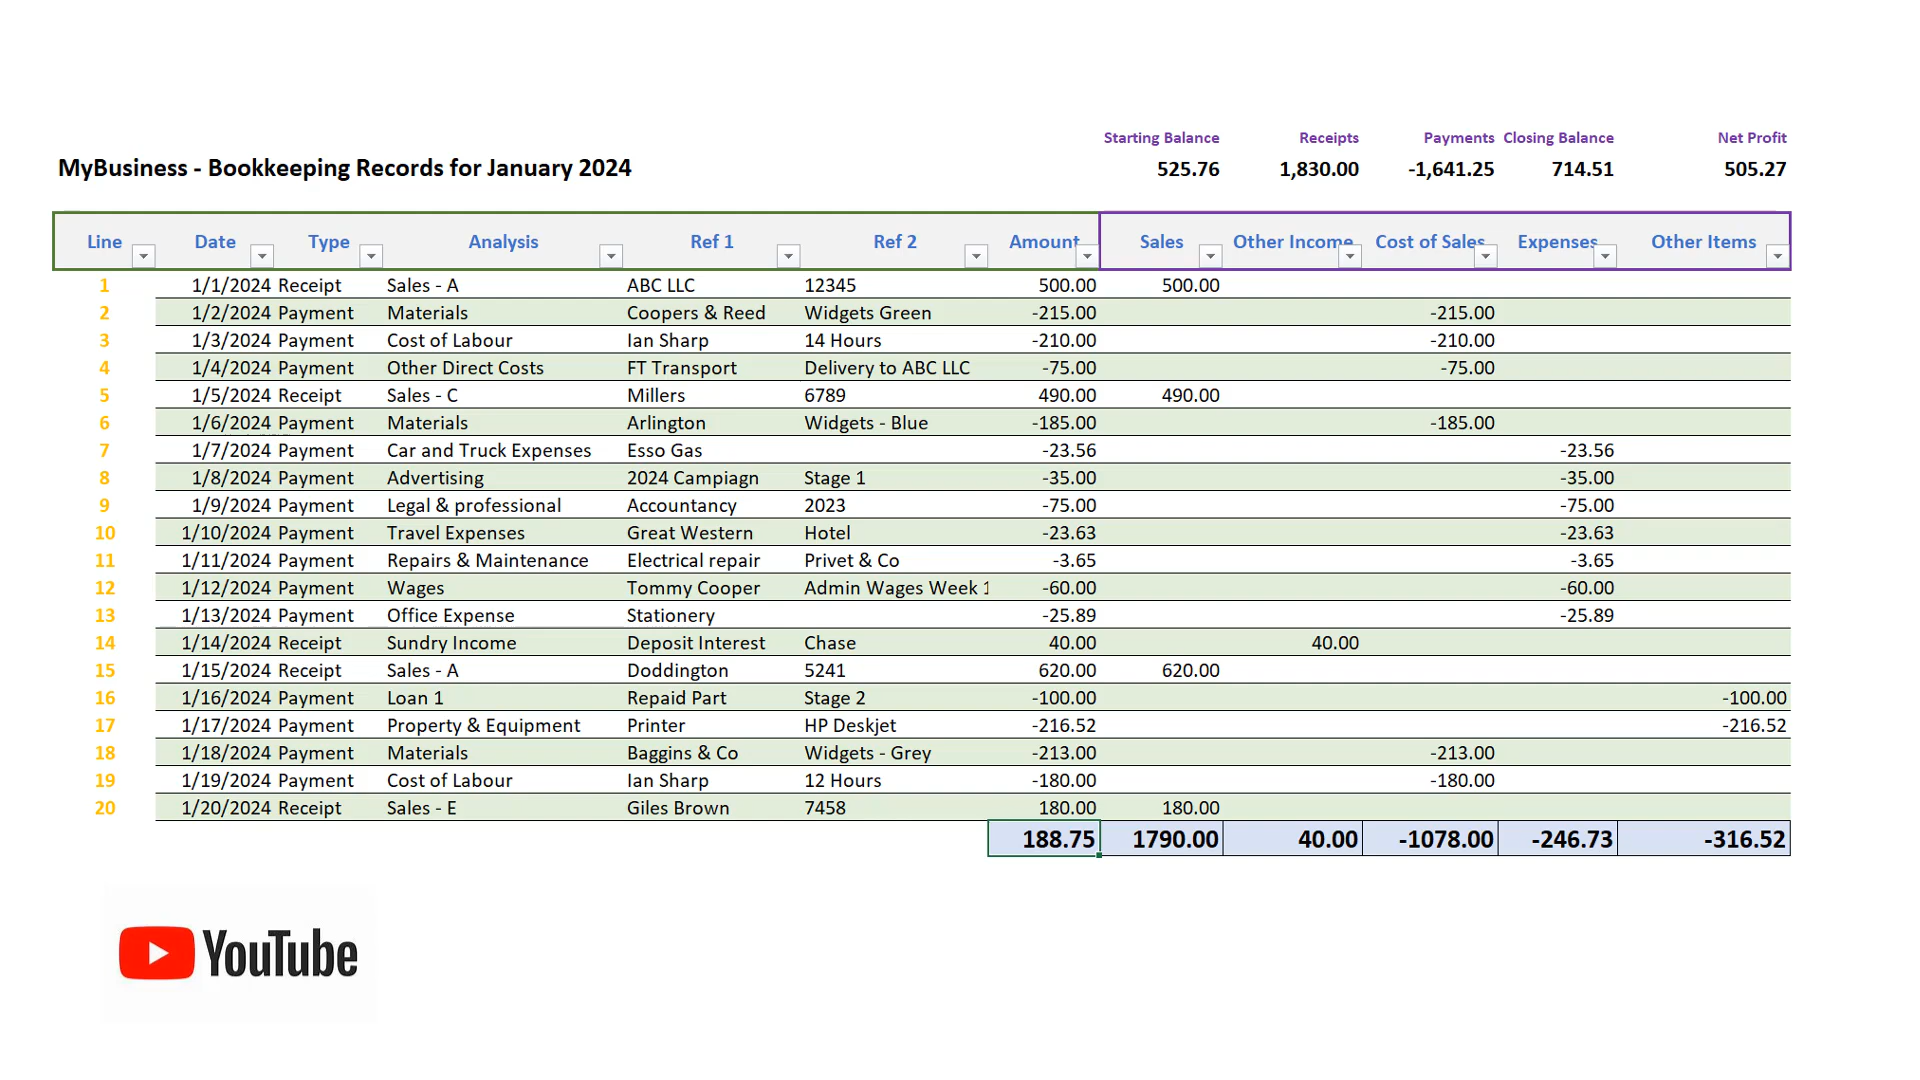 Starting Balance Receipts Payments Closing Balance Net Profit
MyBusiness - Bookkeeping Records for January 2024 525.76 1,830.00 -1,641.25 714.51 505.27
Line Date Type Analysis Ref 1 Ref 2 Amount Sales Other Income Cost of Sales Expenses Other Items
1 1/1/2024 Receipt Sales - A ABC LLC 12345 500.00 500.00
2 1/2/2024 Payment Materials Coopers & Reed Widgets Green -215.00 -215.00
3 1/3/2024 Payment Cost of Labour Ian Sharp 14 Hours -210.00 -210.00
4 1/4/2024 Payment Other Direct Costs FT Transport Delivery to ABC LLC -75.00 -75.00
5 1/5/2024 Receipt Sales - C Millers 6789 490.00 490.00
6 1/6/2024 Payment Materials Arlington Widgets - Blue -185.00 -185.00
7 1/7/2024 Payment Car and Truck Expenses Esso Gas -23.56 -23.56
8 1/8/2024 Payment Advertising 2024 Campiagn Stage 1 -35.00 -35.00
9 1/9/2024 Payment Legal & professional Accountancy 2023 -75.00 -75.00
10 1/10/2024 Payment Travel Expenses Great Western Hotel -23.63 -23.63
11 1/11/2024 Payment Repairs & Maintenance Electrical repair Privet & Co -3.65 -3.65
12 1/12/2024 Payment Wages Tommy Cooper Admin Wages Week 1 -60.00 -60.00
13 1/13/2024 Payment Office Expense Stationery -25.89 -25.89
14 1/14/2024 Receipt Sundry Income Deposit Interest Chase 40.00 40.00
15 1/15/2024 Receipt Sales - A Doddington 5241 620.00 620.00
16 1/16/2024 Payment Loan 1 Repaid Part Stage 2 -100.00 -100.00
17 1/17/2024 Payment Property & Equipment Printer HP Deskjet -216.52 -216.52
18 1/18/2024 Payment Materials Baggins & Co Widgets - Grey -213.00 -213.00
19 1/19/2024 Payment Cost of Labour Ian Sharp 12 Hours -180.00 -180.00
20 1/20/2024 Receipt Sales - E Giles Brown 7458 180.00 180.00
188.75 1790.00 40.00 -1078.00 -246.73 -316.52
YouTube